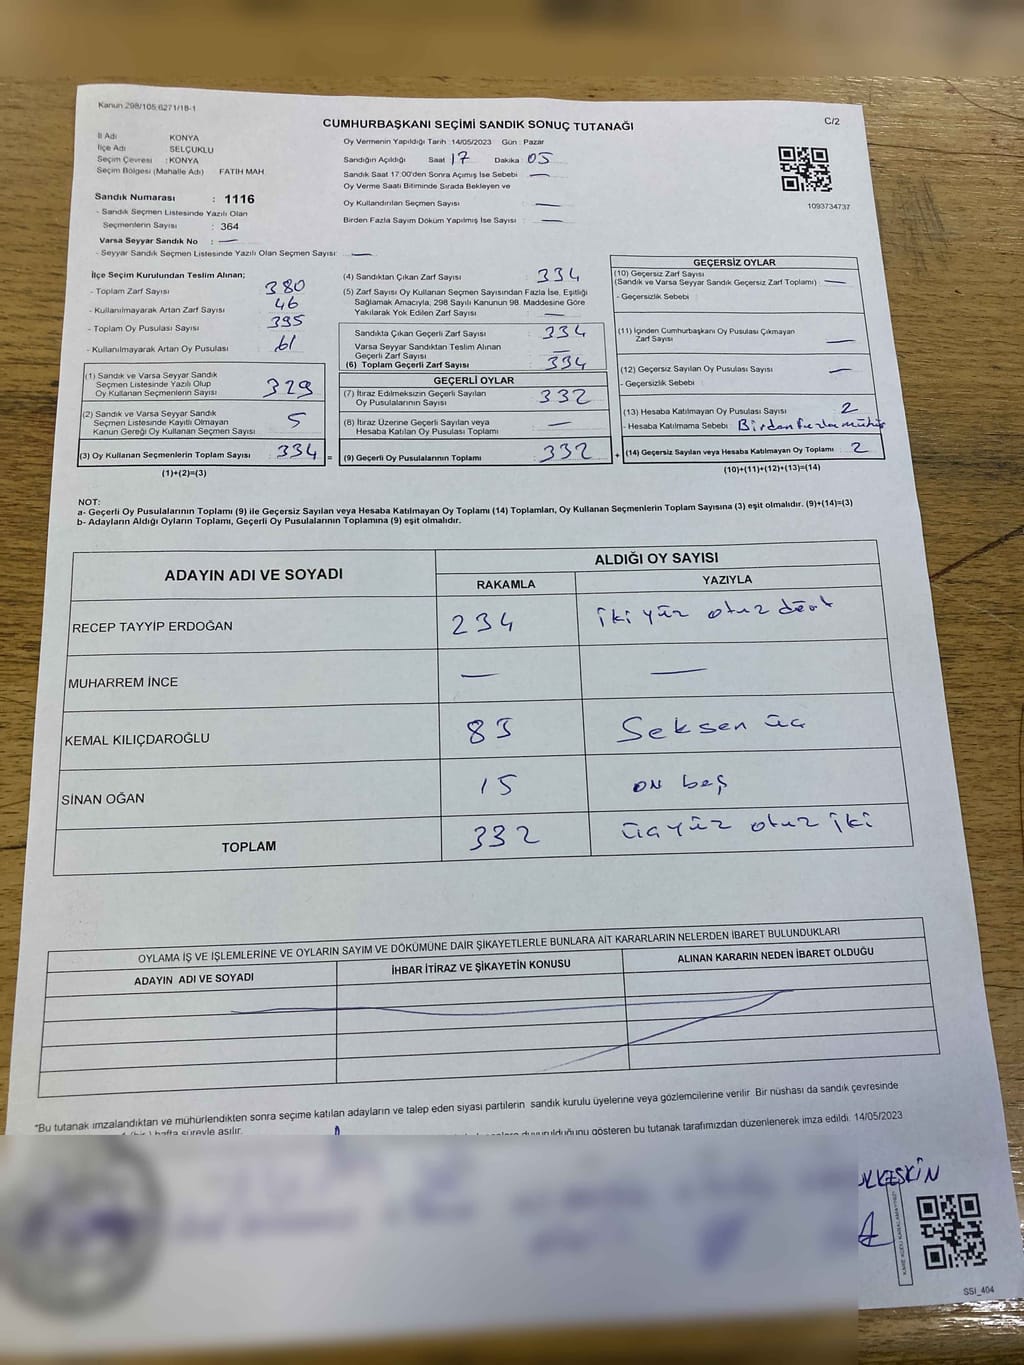 Kanun 298/105,6271/18-1
CUMHURBAŞKANI SEÇİMİ SANDIK SONUÇ TUTANAĞI
C/2
İl Adı KONYA
İlçe Adı SELÇUKLU
Seçim Çevresi : KONYA
Seçim Bölgesi (Mahalle Adı) FATİH MAH
Sandık Numarası : 1116
- Sandık Seçmen Listesinde Yazılı Olan
Seçmenlerin Sayısı : 364
Varsa Seyyar Sandık No : —
- Seyyar Sandık Seçmen Listesinde Yazılı Olan Seçmen Sayısı: —
Oy Vermenin Yapıldığı Tarih :14/05/2023 Gün : Pazar
Sandığın Açıldığı Saat 17 Dakika 05
Sandık Saat 17:00'den Sonra Açımış İse Sebebi —
Oy Verme Saati Bitiminde Sırada Bekleyen ve
Oy Kullandırılan Seçmen Sayısı : —
Birden Fazla Sayım Döküm Yapılmış İse Sayısı : —
1093734737
İlçe Seçim Kurulundan Teslim Alınan;
- Toplam Zarf Sayısı : 380
- Kullanılmayarak Artan Zarf Sayısı : 46
- Toplam Oy Pusulası Sayısı : 395
- Kullanılmayarak Artan Oy Pusulası : 61
(1) Sandık ve Varsa Seyyar Sandık
Seçmen Listesinde Yazılı Olup
Oy Kullanan Seçmenlerin Sayısı : 329
(2) Sandık ve Varsa Seyyar Sandık
Seçmen Listesinde Kayıtlı Olmayan
Kanun Gereği Oy Kullanan Seçmen Sayısı : 5
(3) Oy Kullanan Seçmenlerin Toplam Sayısı : 334 =
(1)+(2)=(3)
(4) Sandıktan Çıkan Zarf Sayısı : 334
(5) Zarf Sayısı Oy Kullanan Seçmen Sayısından Fazla İse, Eşitliği
Sağlamak Amacıyla, 298 Sayılı Kanunun 98. Maddesine Göre
Yakılarak Yok Edilen Zarf Sayısı : —
Sandıkta Çıkan Geçerli Zarf Sayısı : 334
Varsa Seyyar Sandıktan Teslim Alınan
Geçerli Zarf Sayısı : —
(6) Toplam Geçerli Zarf Sayısı : 334
GEÇERLİ OYLAR
(7) İtiraz Edilmeksizin Geçerli Sayılan
Oy Pusulalarının Sayısı : 332
(8) İtiraz Üzerine Geçerli Sayılan veya
Hesaba Katılan Oy Pusulası Toplamı : —
(9) Geçerli Oy Pusulalarının Toplamı : 332 +
GEÇERSİZ OYLAR
(10) Geçersiz Zarf Sayısı
(Sandık ve Varsa Seyyar Sandık Geçersiz Zarf Toplamı) : —
- Geçersizlik Sebebi :
(11) İçinden Cumhurbaşkanı Oy Pusulası Çıkmayan
Zarf Sayısı : —
(12) Geçersiz Sayılan Oy Pusulası Sayısı : —
- Geçersizlik Sebebi :
(13) Hesaba Katılmayan Oy Pusulası Sayısı : 2
- Hesaba Katılmama Sebebi : Birden fazla mühür
(14) Geçersiz Sayılan veya Hesaba Katılmayan Oy Toplamı : 2
(10)+(11)+(12)+(13)=(14)
NOT:
a- Geçerli Oy Pusulalarının Toplamı (9) ile Geçersiz Sayılan veya Hesaba Katılmayan Oy Toplamı (14) Toplamları, Oy Kullanan Seçmenlerin Toplam Sayısına (3) eşit olmalıdır. (9)+(14)=(3)
b- Adayların Aldığı Oyların Toplamı, Geçerli Oy Pusulalarının Toplamına (9) eşit olmalıdır.
ADAYIN ADI VE SOYADI
ALDIĞI OY SAYISI
RAKAMLA YAZIYLA
RECEP TAYYİP ERDOĞAN 234 iki yüz otuz dört
MUHARREM İNCE — —
KEMAL KILIÇDAROĞLU 83 Seksen üç
SİNAN OĞAN 15 on beş
TOPLAM 332 üçyüz otuz iki
OYLAMA İŞ VE İŞLEMLERİNE VE OYLARIN SAYIM VE DÖKÜMÜNE DAİR ŞİKAYETLERLE BUNLARA AİT KARARLARIN NELERDEN İBARET BULUNDUKLARI
ADAYIN ADI VE SOYADI İHBAR İTİRAZ VE ŞİKAYETİN KONUSU ALINAN KARARIN NEDEN İBARET OLDUĞU
"Bu tutanak imzalandıktan ve mühürlendikten sonra seçime katılan adayların ve talep eden siyasi partilerin sandık kurulu üyelerine veya gözlemcilerine verilir. Bir nüshası da sandık çevresinde
hafta süreyle asılır. duyurulduğunu gösteren bu tutanak tarafımızdan düzenlenerek imza edildi. 14/05/2023
SSI_404